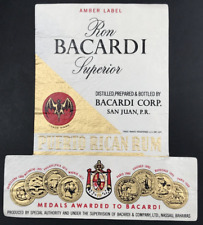 AMBER LABEL
Ron
BACARDI
Superior
DISTILLED, PREPARED & BOTTLED BY
BACARDI CORP.
SAN JUAN, P.R.
PUERTO RICAN RUM
MEDALS AWARDED TO BACARDI
PRODUCED BY SPECIAL AUTHORITY AND UNDER THE SUPERVISION OF BACARDI & COMPANY, LTD., NASSAU, BAHAMAS